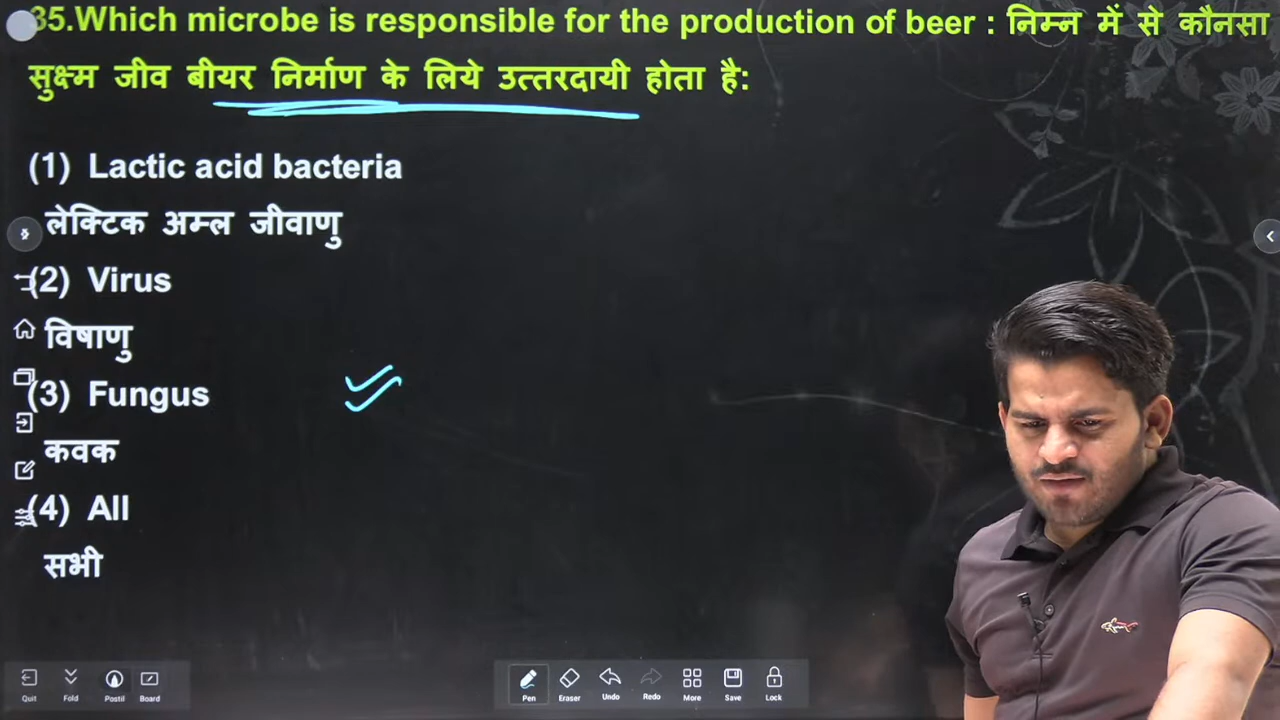 35.Which microbe is responsible for the production of beer : निम्न में से कौनसा
सुक्ष्म जीव बीयर निर्माण के लिये उत्तरदायी होता है:
(1) Lactic acid bacteria
लेक्टिक अम्ल जीवाणु
(2) Virus
विषाणु
(3) Fungus
कवक
(4) All
सभी
Quit Fold Postil Board Pen Eraser Undo Redo More Save Lock